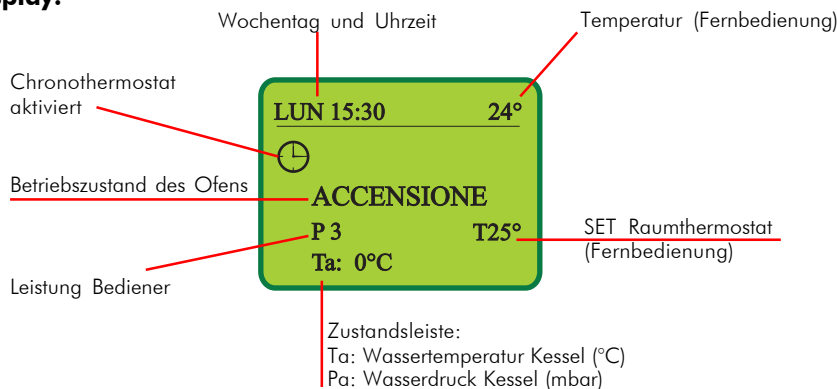 Wochentag und Uhrzeit
Temperatur (Fernbedienung)
Chronothermostat
aktiviert
LUN 15:30 24°
Betriebszustand des Ofens
ACCENSIONE
P 3 T25°
SET Raumthermostat
(Fernbedienung)
Ta: 0°C
Leistung Bediener
Zustandsleiste:
Ta: Wassertemperatur Kessel (°C)
Pa: Wasserdruck Kessel (mbar)